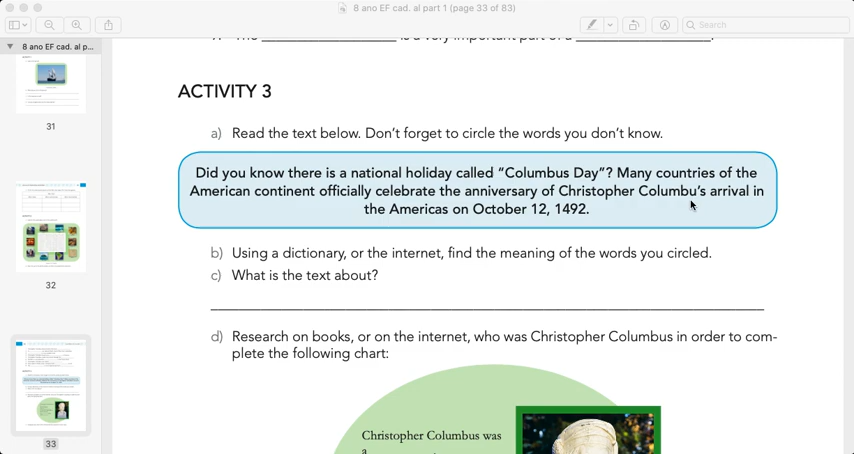 8 ano EF cad. al part 1 (page 33 of 83)
Search
8 ano EF cad. al p...
31
32
33
is a very important part of a
ACTIVITY 3
a) Read the text below. Don't forget to circle the words you don't know.
Did you know there is a national holiday called "Columbus Day"? Many countries of the
American continent officially celebrate the anniversary of Christopher Columbu's arrival in
the Americas on October 12, 1492.
b) Using a dictionary, or the internet, find the meaning of the words you circled.
c) What is the text about?
d) Research on books, or on the internet, who was Christopher Columbus in order to com-
plete the following chart:
Christopher Columbus was
a